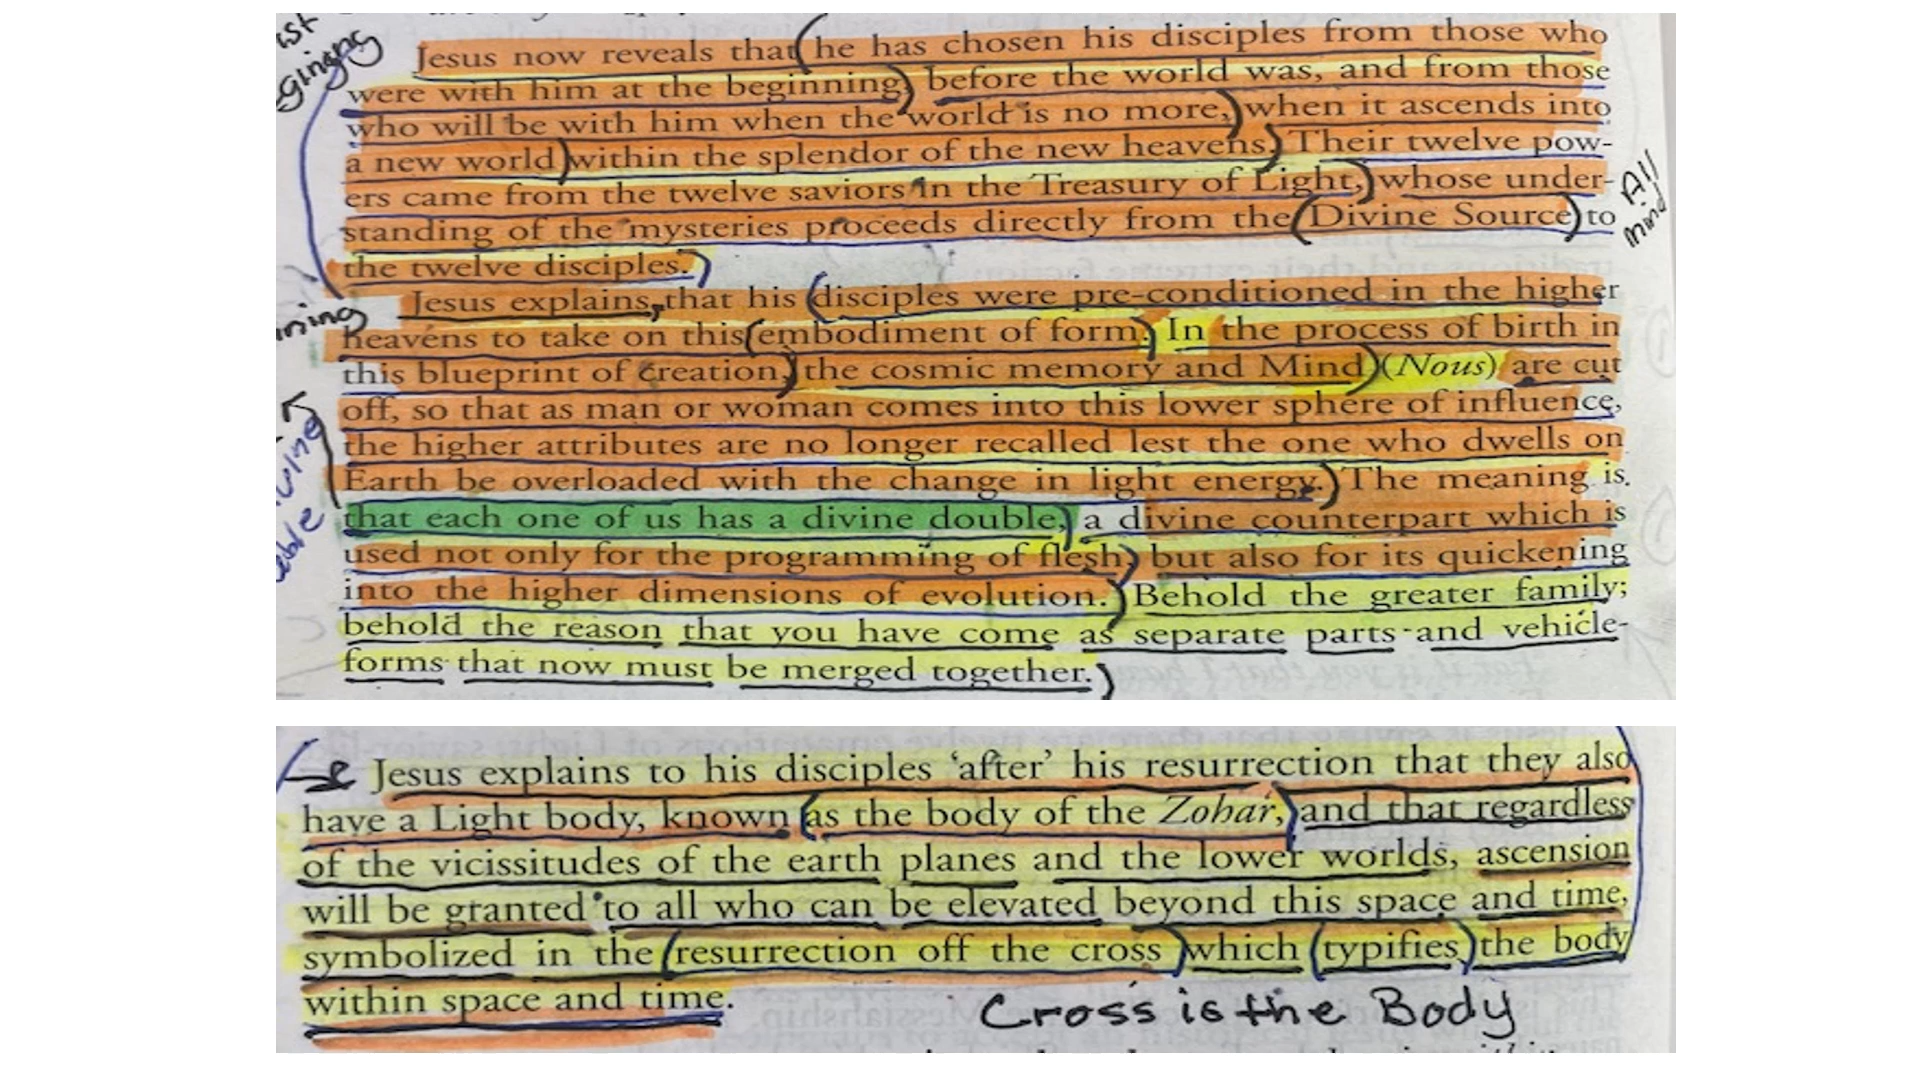 Jesus now reveals that (he has chosen his disciples from those who
were with him at the beginning) before the world was, and from those
who will be with him when the world is no more,) when it ascends into
a new world) within the splendor of the new heavens.) Their twelve pow-
ers came from the twelve saviors in the Treasury of Light,) whose under-
standing of the mysteries proceeds directly from the (Divine Source) to
the twelve disciples.)
All
mind
Jesus explains, that his (disciples were pre-conditioned in the higher
heavens to take on this (embodiment of form.) In the process of birth in
this blueprint of creation,) the cosmic memory and Mind) (Nous) are cut
off, so that as man or woman comes into this lower sphere of influence,
the higher attributes are no longer recalled lest the one who dwells on
Earth be overloaded with the change in light energy.) The meaning is
that each one of us has a divine double,) a divine counterpart which is
used not only for the programming of flesh) but also for its quickening
into the higher dimensions of evolution.) Behold the greater family;
behold the reason that you have come as separate parts and vehicle-
forms that now must be merged together.)
Jesus explains to his disciples ‘after’ his resurrection that they also
have a Light body, known (as the body of the Zohar,) and that regardless
of the vicissitudes of the earth planes and the lower worlds, ascension
will be granted to all who can be elevated beyond this space and time,
symbolized in the (resurrection off the cross) which (typifies) the body
within space and time.
Cross is the Body